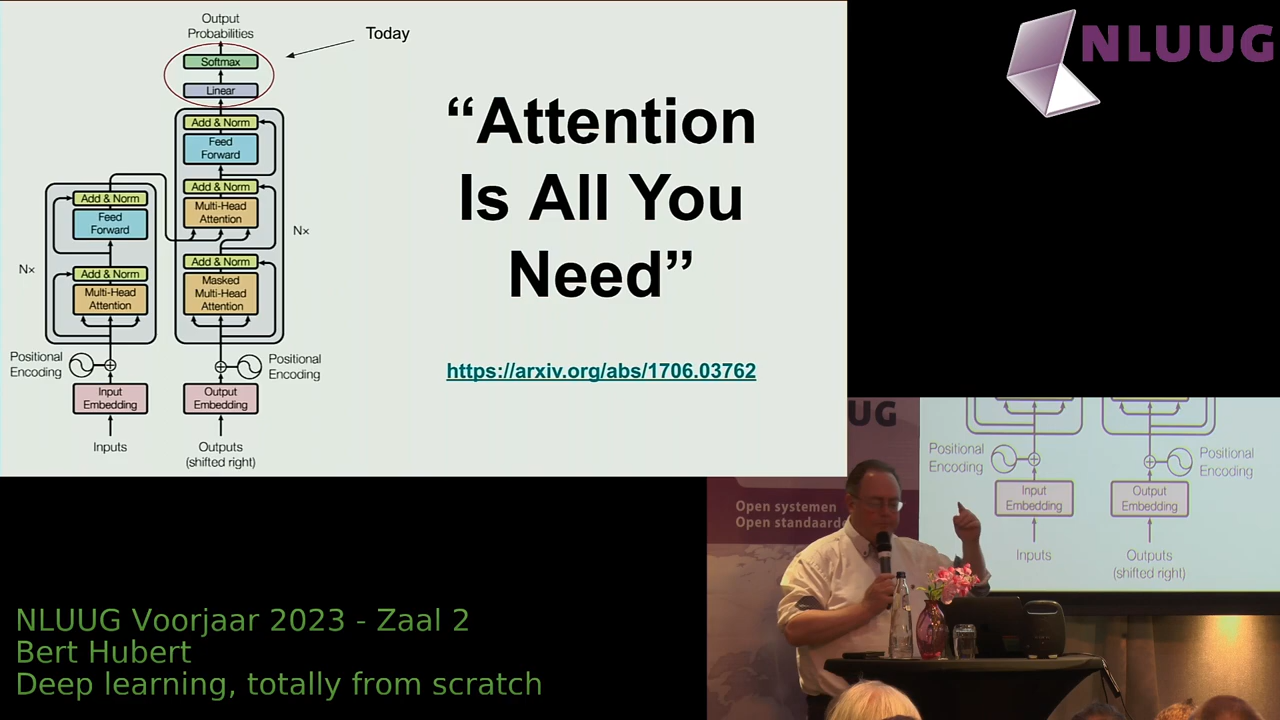 Output
Probabilities
Today
Softmax
Linear
Add & Norm
Feed
Forward
Add & Norm
Multi-Head
Attention
Nx
Add & Norm
Masked
Multi-Head
Attention
Add & Norm
Feed
Forward
Nx
Add & Norm
Multi-Head
Attention
Positional
Encoding
Positional
Encoding
Input
Embedding
Output
Embedding
Inputs
Outputs
(shifted right)
“Attention
Is All You
Need”
https://arxiv.org/abs/1706.03762
NLUUG
UG
Open systemen
Open standaarde
Positional
Encoding
Positional
Encoding
Input
Embedding
Output
Embedding
Inputs
Outputs
(shifted right)
NLUUG Voorjaar 2023 - Zaal 2
Bert Hubert
Deep learning, totally from scratch